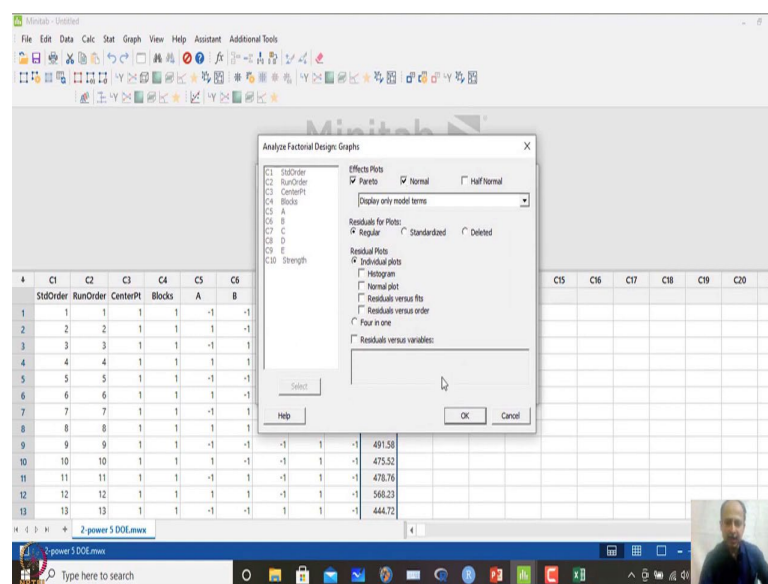 Minitab - Untitled
File Edit Data Calc Stat Graph View Help Assistant Additional Tools
Minitab
Analyze Factorial Design: Graphs X
C1 StdOrder
C2 RunOrder
C3 CenterPt
C4 Blocks
C5 A
C6 B
C7 C
C8 D
C9 E
C10 Strength
Effects Plots
Pareto Normal Half Normal
Display only model terms
Residuals for Plots:
Regular Standardized Deleted
Residual Plots
Individual plots
Histogram
Normal plot
Residuals versus fits
Residuals versus order
Four in one
Residuals versus variables:
Select
Help OK Cancel
C1 C2 C3 C4 C5 C6 C15 C16 C17 C18 C19 C20
StdOrder RunOrder CenterPt Blocks A B
1 1 1 1 1 -1 -1
2 2 2 1 1 1 -1
3 3 3 1 1 -1 1
4 4 4 1 1 1 1
5 5 5 1 1 -1 -1
6 6 6 1 1 1 -1
7 7 7 1 1 -1 1
8 8 8 1 1 1 1
9 9 9 1 1 -1 -1 -1 1 -1 491.58
10 10 10 1 1 1 -1 -1 1 -1 475.52
11 11 11 1 1 -1 1 -1 1 -1 478.76
12 12 12 1 1 1 1 -1 1 -1 568.23
13 13 13 1 1 -1 -1 1 1 -1 444.72
2-power 5 DOE.mwx
2-power 5 DOE.mwx
Type here to search